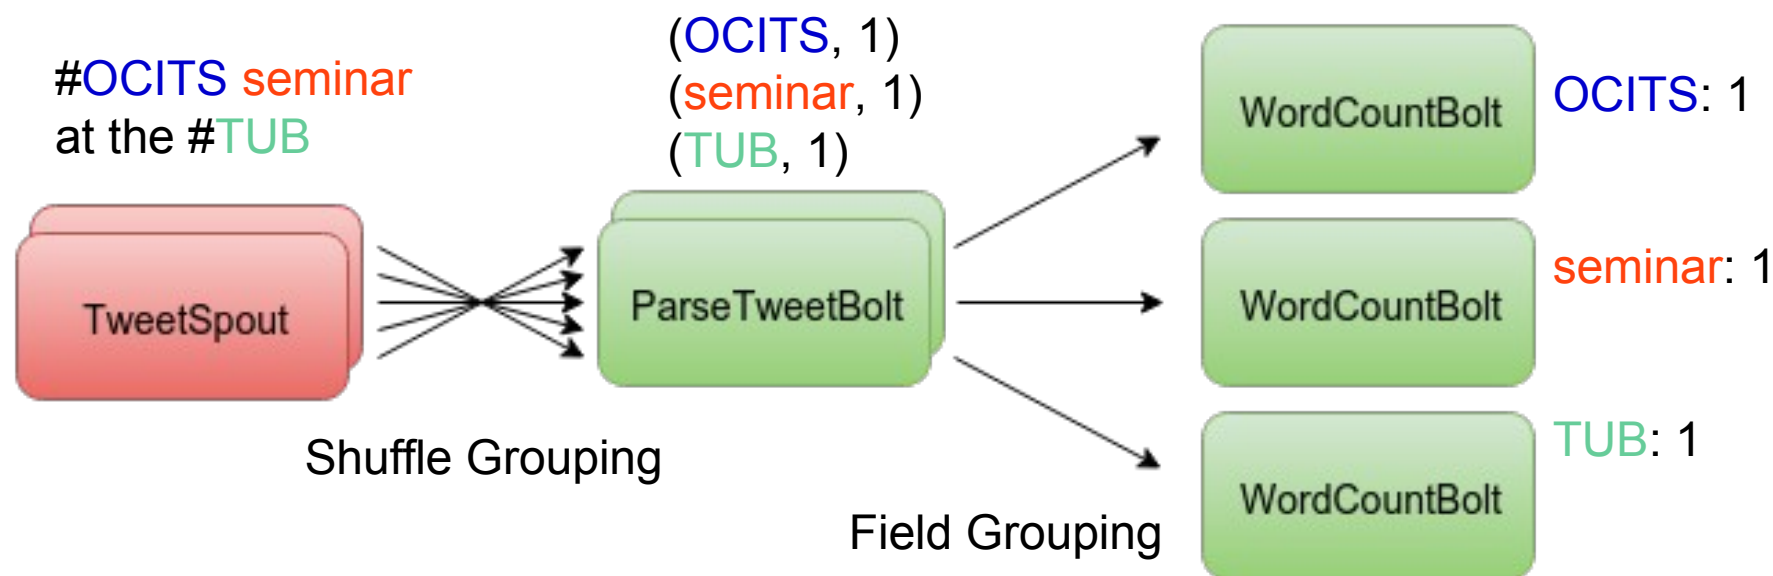 #OCITS seminar
at the #TUB
(OCITS, 1)
(seminar, 1)
(TUB, 1)
TweetSpout
Shuffle Grouping
ParseTweetBolt
Field Grouping
WordCountBolt
OCITS: 1
WordCountBolt
seminar: 1
WordCountBolt
TUB: 1